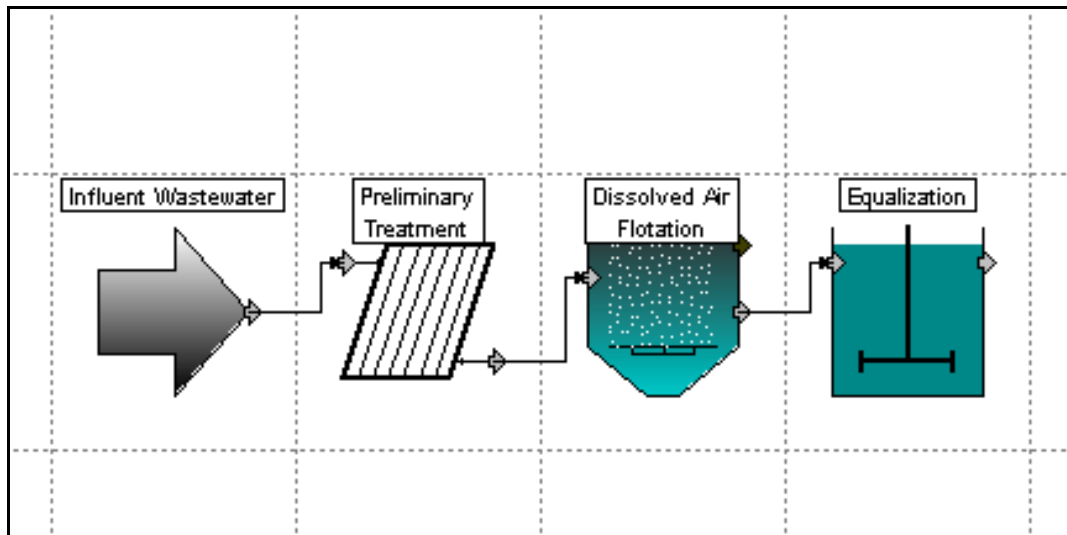 Influent Wastewater
Preliminary
Treatment
Dissolved Air
Flotation
Equalization